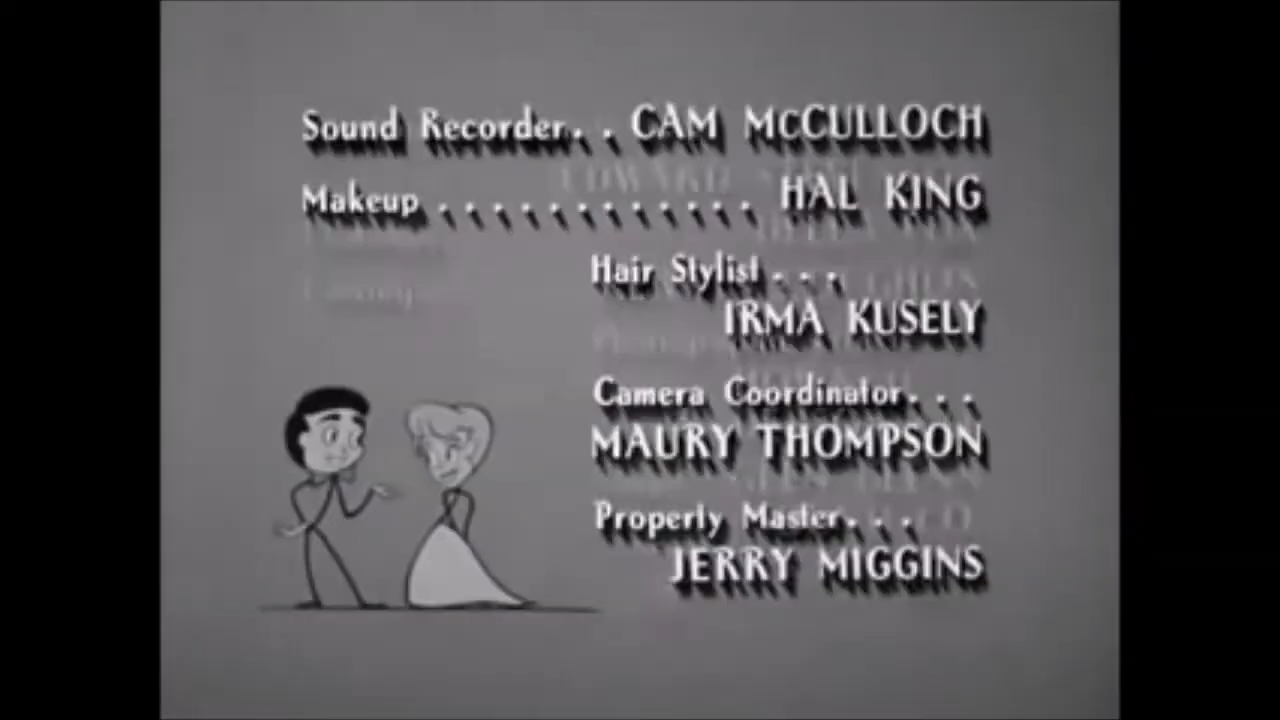 Sound Recorder. . CAM McCULLOCH
Makeup . . . . . . . . . . . . HAL KING
Hair Stylist . . .
IRMA KUSELY
Camera Coordinator. . .
MAURY THOMPSON
Property Master. . .
JERRY MIGGINS